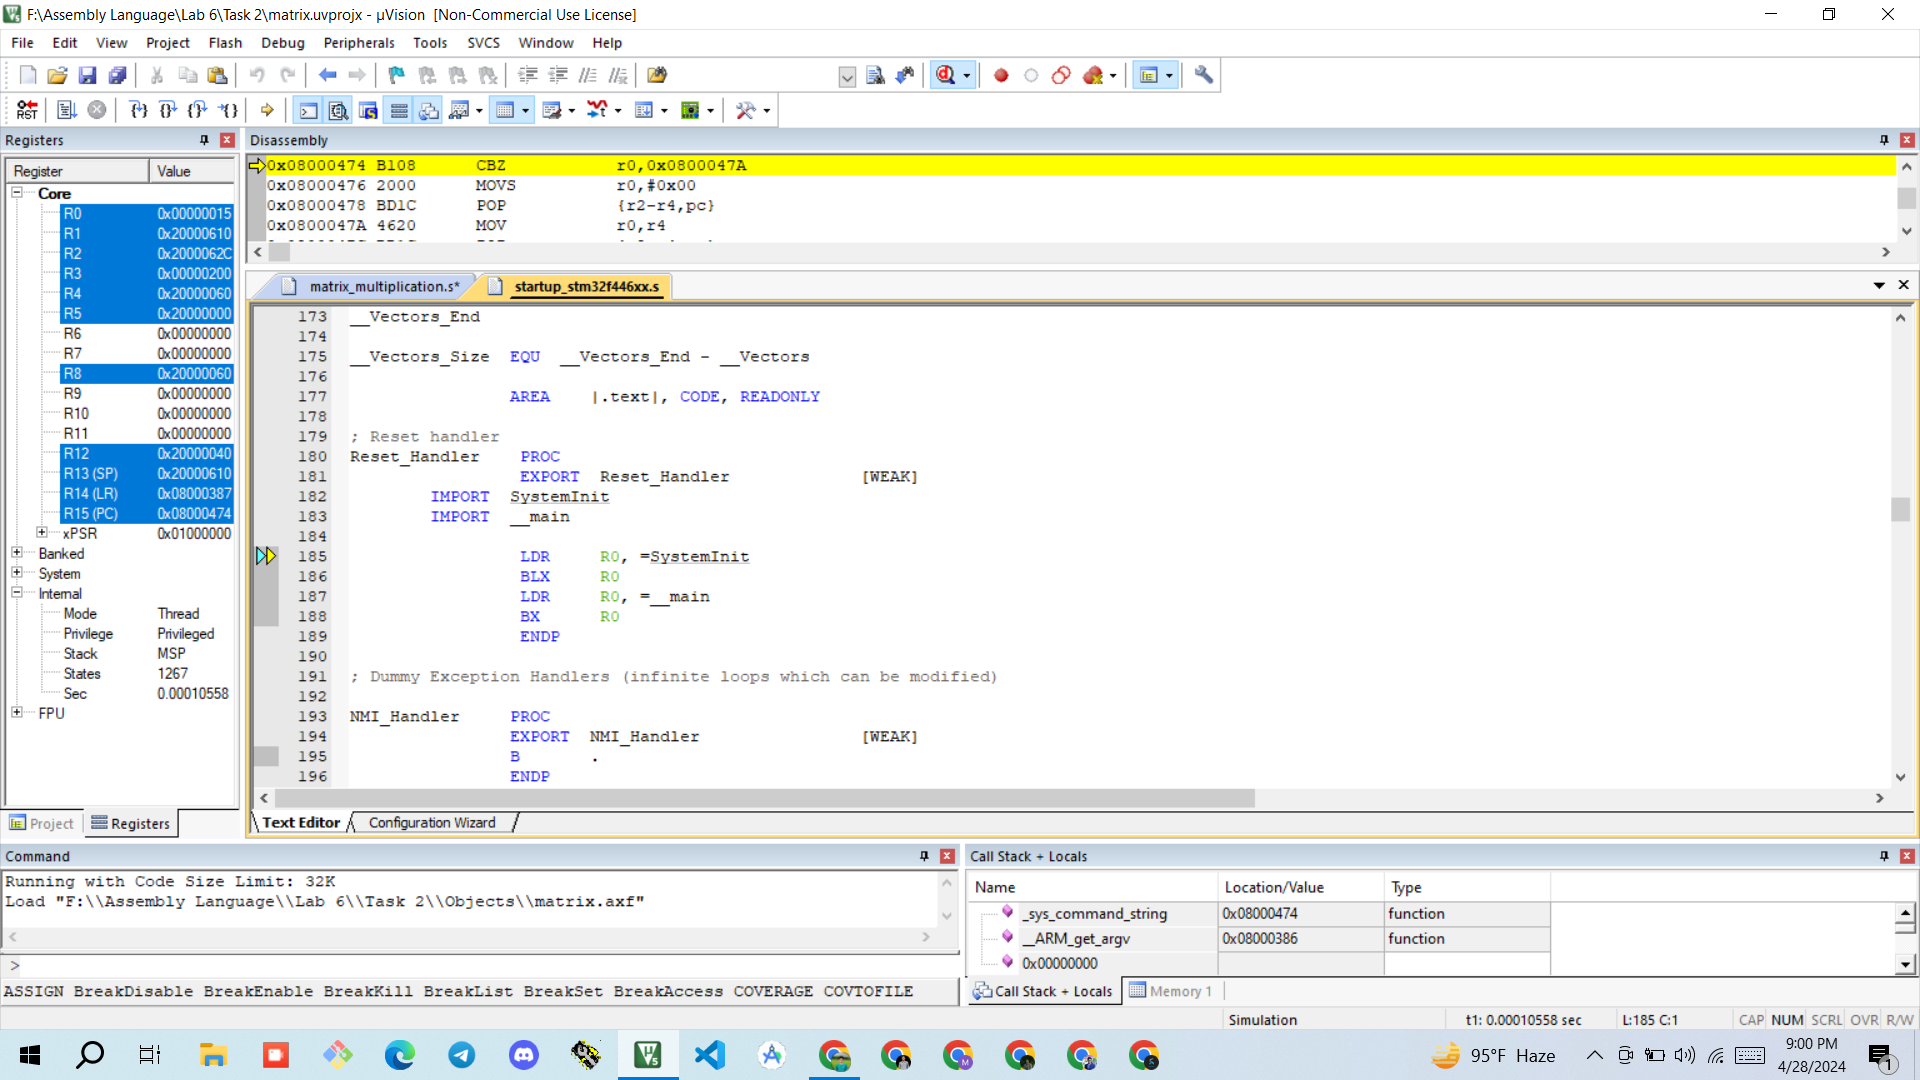 F:\Assembly Language\Lab 6\Task 2\matrix.uvprojx - µVision [Non-Commercial Use License]
File Edit View Project Flash Debug Peripherals Tools SVCS Window Help
RST
Registers
Register Value
Core
R0 0x00000015
R1 0x20000610
R2 0x2000062C
R3 0x00000200
R4 0x20000060
R5 0x20000000
R6 0x00000000
R7 0x00000000
R8 0x20000060
R9 0x00000000
R10 0x00000000
R11 0x00000000
R12 0x20000040
R13 (SP) 0x20000610
R14 (LR) 0x08000387
R15 (PC) 0x08000474
xPSR 0x01000000
Banked
System
Internal
Mode Thread
Privilege Privileged
Stack MSP
States 1267
Sec 0.00010558
FPU
Project Registers
Disassembly
0x08000474 B108 CBZ r0,0x0800047A
0x08000476 2000 MOVS r0,#0x00
0x08000478 BD1C POP {r2-r4,pc}
0x0800047A 4620 MOV r0,r4
matrix_multiplication.s* startup_stm32f446xx.s
173 __Vectors_End
174
175 __Vectors_Size EQU __Vectors_End - __Vectors
176
177 AREA |.text|, CODE, READONLY
178
179 ; Reset handler
180 Reset_Handler PROC
181 EXPORT Reset_Handler [WEAK]
182 IMPORT SystemInit
183 IMPORT __main
184
185 LDR R0, =SystemInit
186 BLX R0
187 LDR R0, =__main
188 BX R0
189 ENDP
190
191 ; Dummy Exception Handlers (infinite loops which can be modified)
192
193 NMI_Handler PROC
194 EXPORT NMI_Handler [WEAK]
195 B .
196 ENDP
Text Editor Configuration Wizard
Command
Running with Code Size Limit: 32K
Load "F:\\Assembly Language\\Lab 6\\Task 2\\Objects\\matrix.axf"
>
ASSIGN BreakDisable BreakEnable BreakKill BreakList BreakSet BreakAccess COVERAGE COVTOFILE
Call Stack + Locals
Name Location/Value Type
_sys_command_string 0x08000474 function
__ARM_get_argv 0x08000386 function
0x00000000
Call Stack + Locals Memory 1
Simulation t1: 0.00010558 sec L:185 C:1 CAP NUM SCRL OVR R/W
95°F Haze
9:00 PM
4/28/2024
1